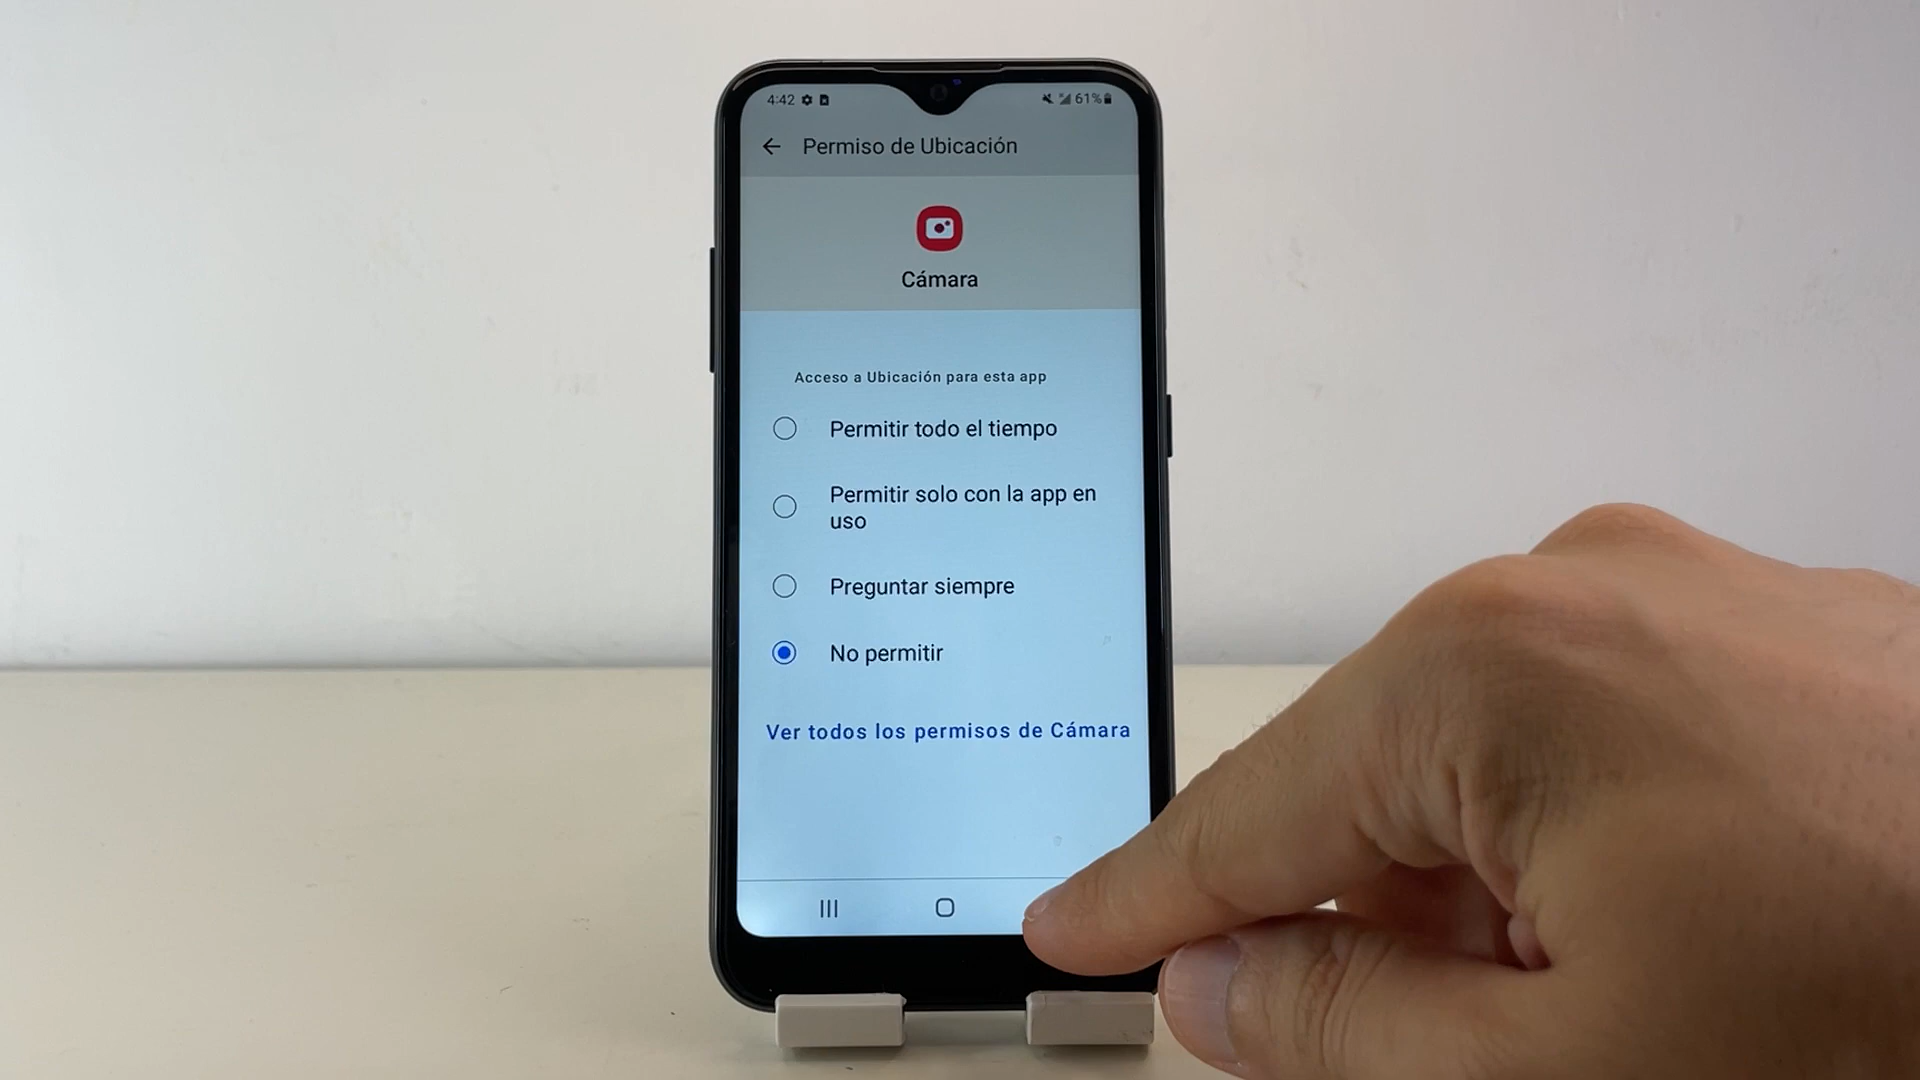 4:42 61%
Permiso de Ubicación
Cámara
Acceso a Ubicación para esta app
Permitir todo el tiempo
Permitir solo con la app en
uso
Preguntar siempre
No permitir
Ver todos los permisos de Cámara